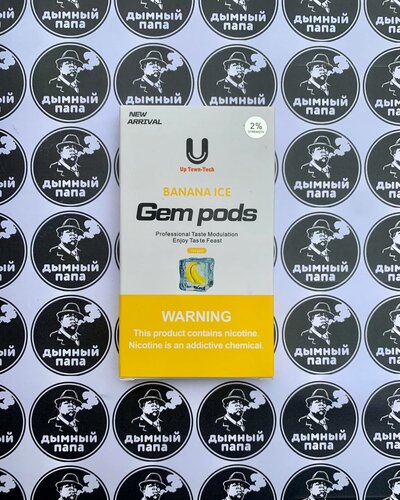 NEW
ARRIVAL
2%
STRENGTH
U
Up Town-Tech
BANANA ICE
Gem pods
Professional Taste Modulation
Enjoy Taste Feast
WARNING
This product contains nicotine.
Nicotine is an addictive chemical.
ДЫМНЫЙ
ПАПА